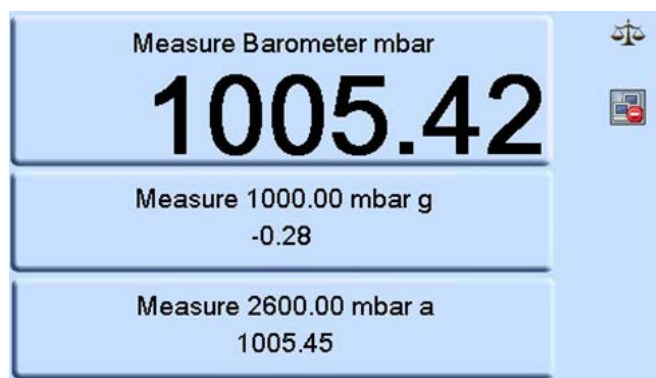 Measure Barometer mbar
1005.42
Measure 1000.00 mbar g
-0.28
Measure 2600.00 mbar a
1005.45